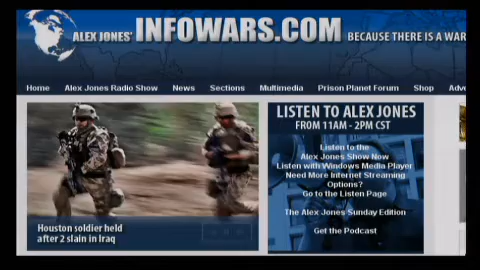 ALEX JONES' INFOWARS.COM BECAUSE THERE IS A WAR
Home Alex Jones Radio Show News Sections Multimedia Prison Planet Forum Shop Adve
LISTEN TO ALEX JONES
FROM 11AM - 2PM CST
Listen to the
Alex Jones Show Now
Listen with Windows Media Player
Need More Internet Streaming
Options?
Go to the Listen Page
The Alex Jones Sunday Edition
Get the Podcast
Houston soldier held
after 2 slain in Iraq